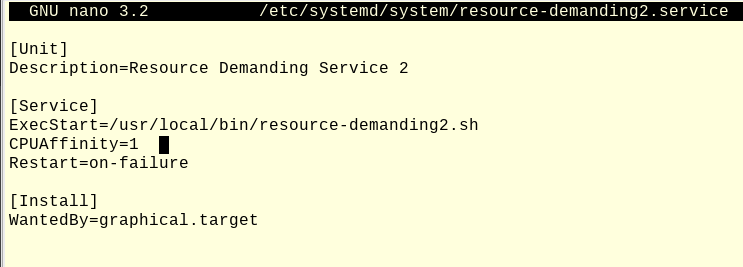 GNU nano 3.2 /etc/systemd/system/resource-demanding2.service
[Unit]
Description=Resource Demanding Service 2
[Service]
ExecStart=/usr/local/bin/resource-demanding2.sh
CPUAffinity=1
Restart=on-failure
[Install]
WantedBy=graphical.target